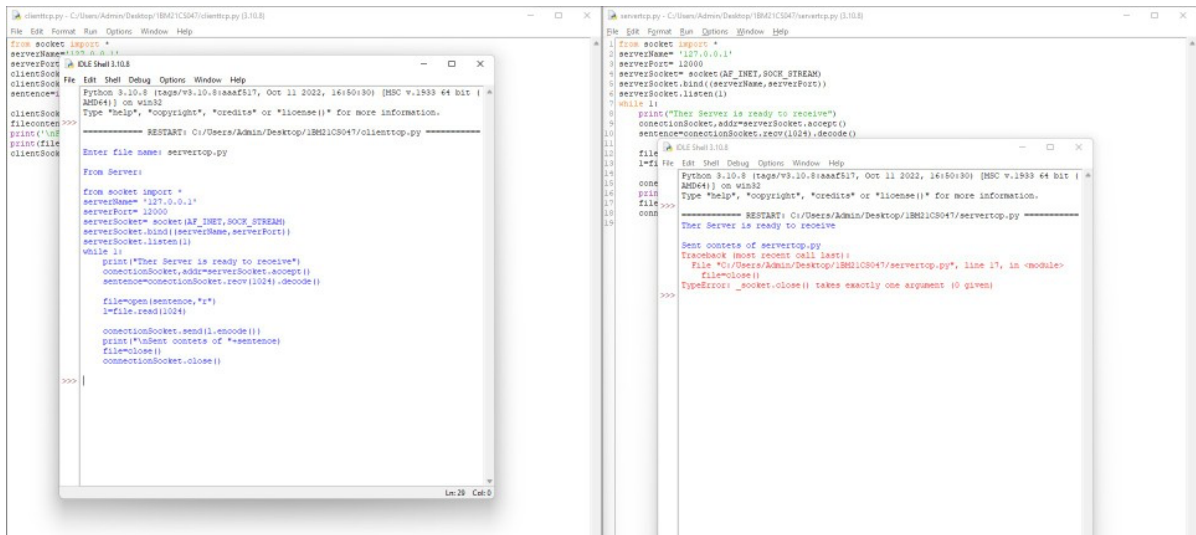 clienttcp.py - C:/Users/Admin/Desktop/1BM21CS047/clienttcp.py (3.10.8)
File Edit Format Run Options Window Help
from socket import *
serverName='127.0.0.1'
serverPort
clientSock
clientSock
sentence=i
clientSock
fileconten
print('\nF
print(file
clientSock
IDLE Shell 3.10.8
File Edit Shell Debug Options Window Help
Python 3.10.8 (tags/v3.10.8:aaaf517, Oct 11 2022, 16:50:30) [MSC v.1933 64 bit (
AMD64)] on win32
Type "help", "copyright", "credits" or "license()" for more information.
>>>
============ RESTART: C:/Users/Admin/Desktop/1BM21CS047/clienttcp.py ===========
Enter file name: servertcp.py
From Server:
from socket import *
serverName= '127.0.0.1'
serverPort= 12000
serverSocket= socket(AF_INET,SOCK_STREAM)
serverSocket.bind((serverName,serverPort))
serverSocket.listen(1)
while 1:
print("Ther Server is ready to receive")
conectionSocket,addr=serverSocket.accept()
sentence=conectionSocket.recv(1024).decode()
file=open(sentence,"r")
l=file.read(1024)
conectionSocket.send(l.encode())
print("\nSent contets of "+sentence)
file=close()
connectionSocket.close()
>>>
Ln: 29 Col: 0
servertcp.py - C:/Users/Admin/Desktop/1BM21CS047/servertcp.py (3.10.8)
File Edit Format Run Options Window Help
1 from socket import *
2 serverName= '127.0.0.1'
3 serverPort= 12000
4 serverSocket= socket(AF_INET,SOCK_STREAM)
5 serverSocket.bind((serverName,serverPort))
6 serverSocket.listen(1)
7 while 1:
8 print("Ther Server is ready to receive")
9 conectionSocket,addr=serverSocket.accept()
10 sentence=conectionSocket.recv(1024).decode()
11
12 file
13 l=fi
14
15 cone
16 prin
17 file
18 conn
19
IDLE Shell 3.10.8
File Edit Shell Debug Options Window Help
Python 3.10.8 (tags/v3.10.8:aaaf517, Oct 11 2022, 16:50:30) [MSC v.1933 64 bit (
AMD64)] on win32
Type "help", "copyright", "credits" or "license()" for more information.
>>>
============ RESTART: C:/Users/Admin/Desktop/1BM21CS047/servertcp.py ===========
Ther Server is ready to receive
Sent contets of servertcp.py
Traceback (most recent call last):
File "C:/Users/Admin/Desktop/1BM21CS047/servertcp.py", line 17, in <module>
file=close()
TypeError: _socket.close() takes exactly one argument (0 given)
>>>